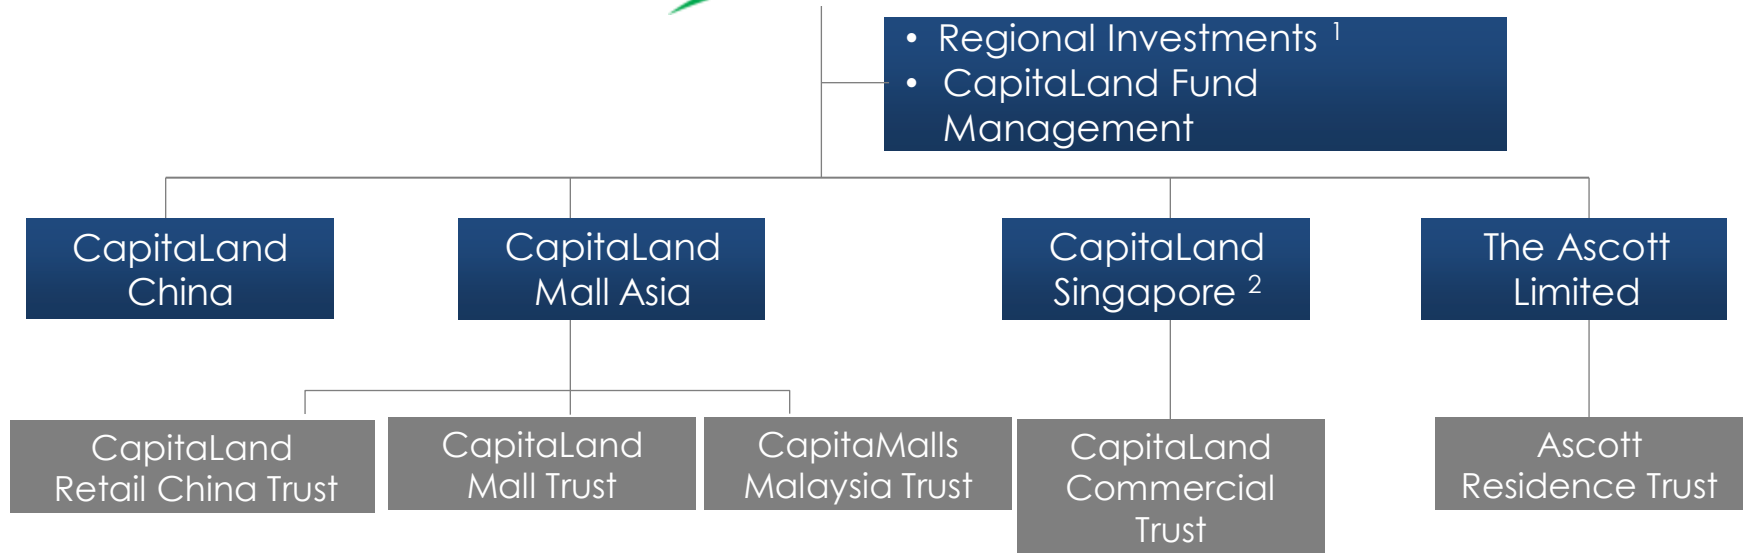 • Regional Investments 1
• CapitaLand Fund
Management
CapitaLand
China
CapitaLand
Mall Asia
CapitaLand
Singapore 2
The Ascott
Limited
CapitaLand
Retail China Trust
CapitaLand
Mall Trust
CapitaMalls
Malaysia Trust
CapitaLand
Commercial
Trust
Ascott
Residence Trust